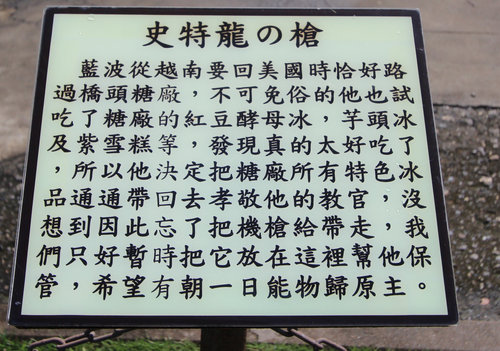 史特龍の槍
藍波從越南要回美國時恰好路
過橋頭糖廠，不可免俗的他也試
吃了糖廠的紅豆酵母冰，芋頭冰
及紫雪糕等，發現真的太好吃了
，所以他決定把糖廠所有特色冰
品通通帶回去孝敬他的教官，沒
想到因此忘了把機槍給帶走，我
們只好暫時把它放在這裡幫他保
管，希望有朝一日能物歸原主。